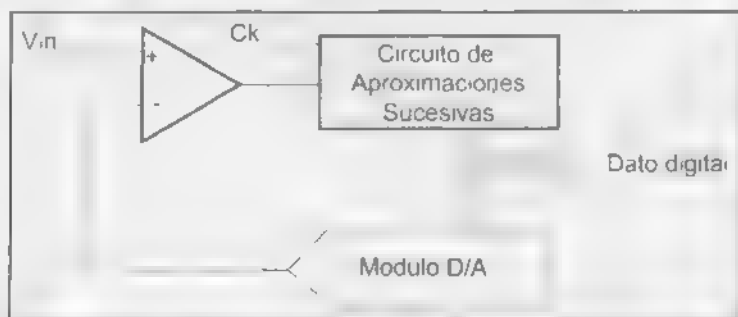 Vin
Ck
+
-
Circuito de
Aproximaciones
Sucesivas
Dato digital
Modulo D/A